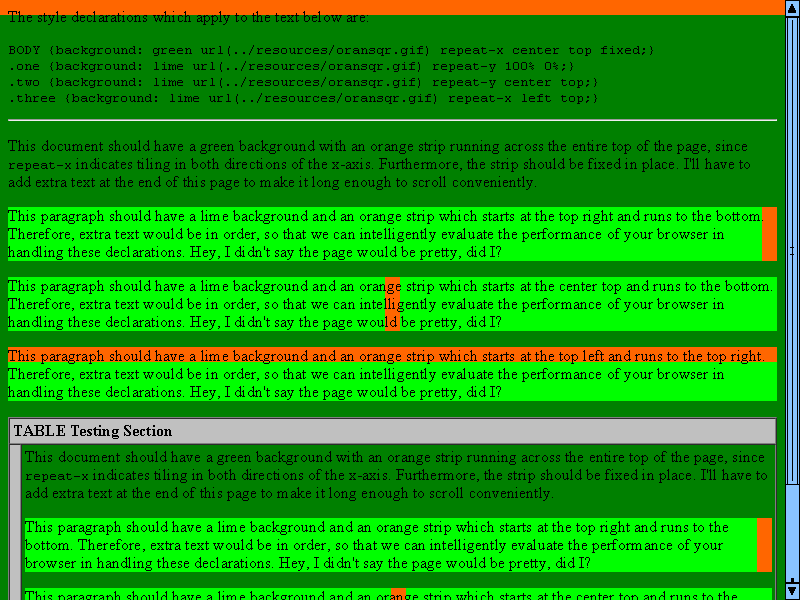 The style declarations which apply to the text below are:
BODY {background: green url(../resources/oransqr.gif) repeat-x center top fixed;}
.one {background: lime url(../resources/oransqr.gif) repeat-y 100% 0%;}
.two {background: lime url(../resources/oransqr.gif) repeat-y center top;}
.three {background: lime url(../resources/oransqr.gif) repeat-x left top;}
This document should have a green background with an orange strip running across the entire top of the page, since
repeat-x indicates tiling in both directions of the x-axis. Furthermore, the strip should be fixed in place. I'll have to
add extra text at the end of this page to make it long enough to scroll conveniently.
This paragraph should have a lime background and an orange strip which starts at the top right and runs to the bottom.
Therefore, extra text would be in order, so that we can intelligently evaluate the performance of your browser in
handling these declarations. Hey, I didn't say the page would be pretty, did I?
This paragraph should have a lime background and an orange strip which starts at the center top and runs to the bottom.
Therefore, extra text would be in order, so that we can intelligently evaluate the performance of your browser in
handling these declarations. Hey, I didn't say the page would be pretty, did I?
This paragraph should have a lime background and an orange strip which starts at the top left and runs to the top right.
Therefore, extra text would be in order, so that we can intelligently evaluate the performance of your browser in
handling these declarations. Hey, I didn't say the page would be pretty, did I?
TABLE Testing Section
This document should have a green background with an orange strip running across the entire top of the page, since
repeat-x indicates tiling in both directions of the x-axis. Furthermore, the strip should be fixed in place. I'll have to
add extra text at the end of this page to make it long enough to scroll conveniently.
This paragraph should have a lime background and an orange strip which starts at the top right and runs to the
bottom. Therefore, extra text would be in order, so that we can intelligently evaluate the performance of your
browser in handling these declarations. Hey, I didn't say the page would be pretty, did I?
This paragraph should have a lime background and an orange strip which starts at the center top and runs to the